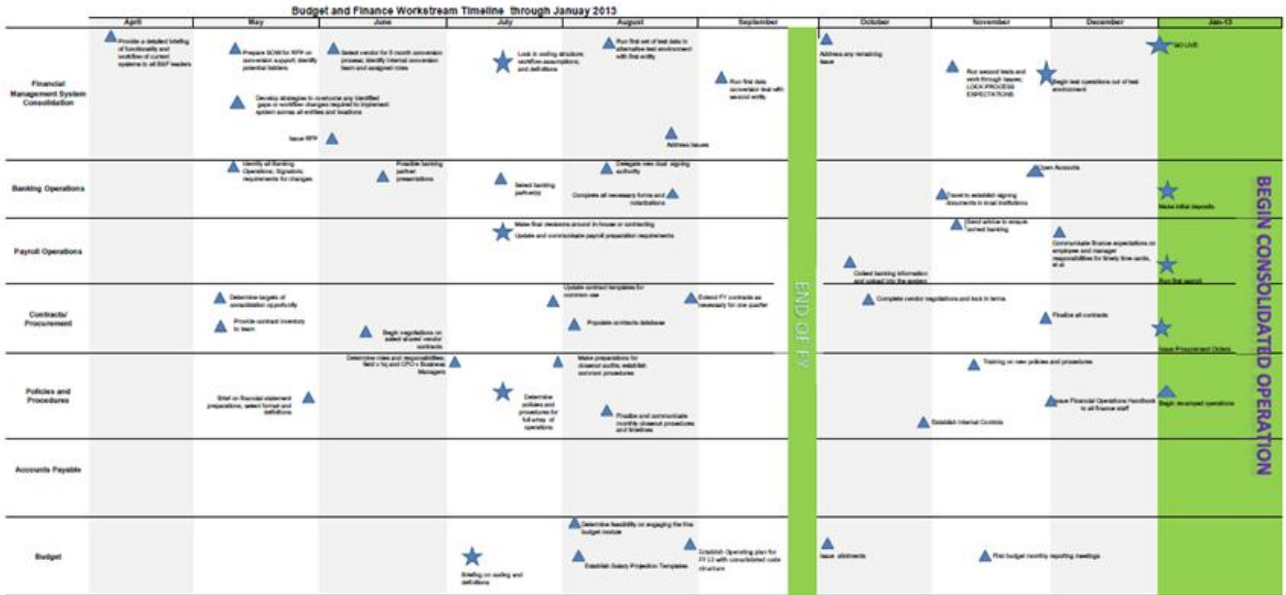 Budget and Finance Workstream Timeline through Januay 2013
April May June July August September October November December Jan-13
Financial
Management System
Consolidation
Provide a detailed briefing
of functionality and
workflow of current
systems to all B&F leaders
Prepare SOW for RFP on
conversion support; identify
potential bidders.
Select vendor for 6 month conversion
process; identify internal conversion
team and assigned roles
Lock in coding structure,
workflow assumptions,
and definitions
Run first set of test data to
alternative test environment
with first entity
Run first data
conversion test with
second entity
Address any remaining
issue
Run second tests and
work through issues;
LOCK PROCESS
EXPECTATIONS
Begin test operations out of test
environment
GO LIVE
Develop strategies to overcome any identified
gaps or workflow changes required to implement
system across all entities and locations
Issue RFP
Address issues
Banking Operations
Identify all Banking
Operations; Signators;
requirements for changes
Possible banking
partner
presentations
Select banking
partner(s)
Delegate new dual signing
authority
Complete all necessary forms and
notarizations
Open Accounts
Travel to establish signing
documents in local institutions
Make initial deposits
Payroll Operations
Make final decisions around in-house or contracting
Update and communicate payroll preparation requirements
Collect banking information
and upload into the system
Send advice to ensure
correct banking
Communicate finance expectations on
employee and manager
responsibilities for timely time cards,
et al
Run first payroll
Contracts/
Procurement
Determine targets of
consolidation opportunity
Provide contract inventory
to team
Begin negotiations on
select shared vendor
contracts
Update contract templates for
common use
Populate contracts database
Extend FY contracts as
necessary for one quarter
Complete vendor negotiations and lock in terms
Finalize all contracts
Issue Procurement Orders
Policies and
Procedures
Brief on financial statement
preparations; select format and
definitions
Determine roles and responsibilities:
field + hq and CFO + Business
Managers
Determine
policies and
procedures for
full array of
operations
Make preparations for
closeout audits; establish
common procedures
Finalize and communicate
monthly closeout procedures
and timelines
Training on new policies and procedures
Issue Financial Operations Handbook
to all finance staff
Establish Internal Controls
Begin revamped operations
Accounts Payable
Budget
Briefing on coding and
definitions
Determine feasibility on engaging the
budget module
Establish Salary Projection Templates
Establish Operating plan for
with consolidated code
structure
Issue allotments
First budget monthly reporting meetings
END OF FY
BEGIN CONSOLIDATED OPERATION